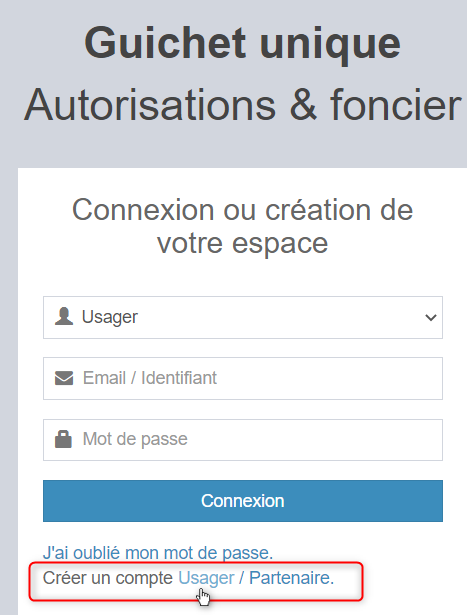 Guichet unique
Autorisations & foncier
Connexion ou création de
votre espace
Usager
Email / Identifiant
Mot de passe
Connexion
J'ai oublié mon mot de passe.
Créer un compte Usager / Partenaire.